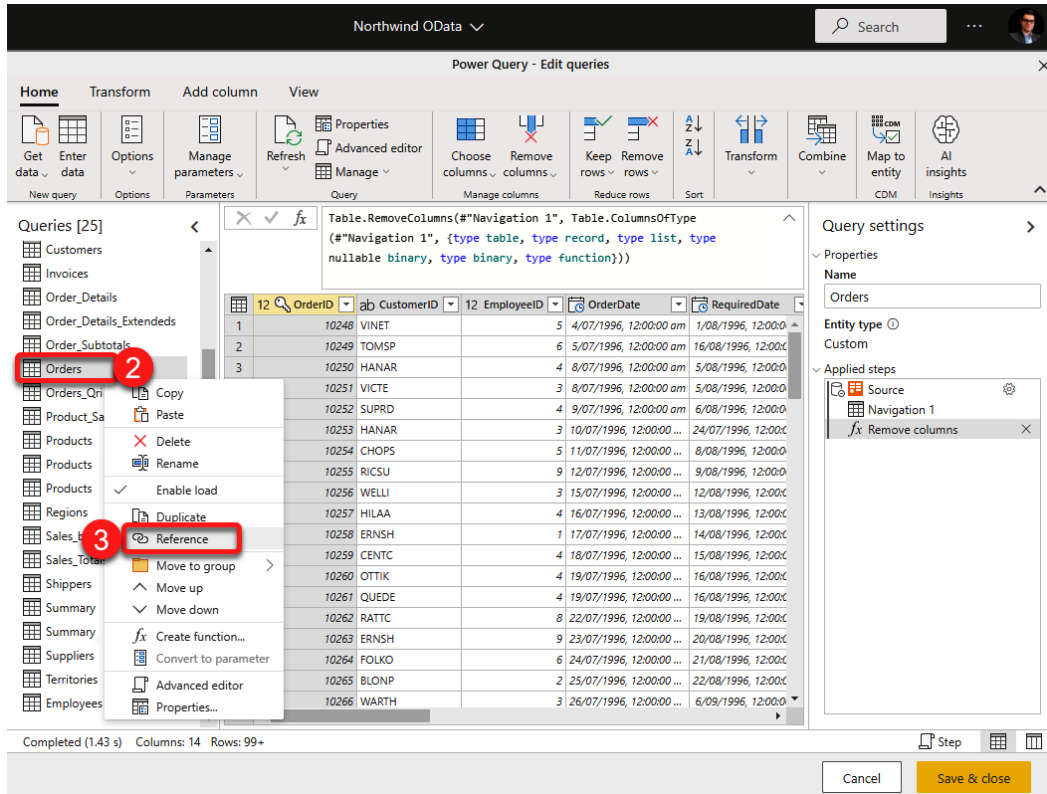 Northwind OData
Search
Power Query - Edit queries
Home Transform Add column View
Get data
Enter data
Options
Manage parameters
Refresh
Properties
Advanced editor
Manage
Choose columns
Remove columns
Keep rows
Remove rows
Transform
Combine
CDM
Map to entity
AI insights
New query Options Parameters Query Manage columns Reduce rows Sort CDM Insights
Queries [25]
Customers
Invoices
Order_Details
Order_Details_Extendeds
Order_Subtotals
Orders
2
Orders_Qri
Product_Sa
Products
Products
Products
Regions
Sales_b
Sales_Total
Shippers
Summary
Summary
Suppliers
Territories
Employees
Copy
Paste
Delete
Rename
Enable load
Duplicate
3
Reference
Move to group
Move up
Move down
fx Create function...
Convert to parameter
Advanced editor
Properties...
fx
Table.RemoveColumns(#"Navigation 1", Table.ColumnsOfType
(#"Navigation 1", {type table, type record, type list, type
nullable binary, type binary, type function}))
12 OrderID ab CustomerID 12 EmployeeID OrderDate RequiredDate
1 10248 VINET 5 4/07/1996, 12:00:00 am 1/08/1996, 12:00:0
2 10249 TOMSP 6 5/07/1996, 12:00:00 am 16/08/1996, 12:00:0
3 10250 HANAR 4 8/07/1996, 12:00:00 am 5/08/1996, 12:00:0
10251 VICTE 3 8/07/1996, 12:00:00 am 5/08/1996, 12:00:0
10252 SUPRD 4 9/07/1996, 12:00:00 am 6/08/1996, 12:00:0
10253 HANAR 3 10/07/1996, 12:00:00 ... 24/07/1996, 12:00:0
10254 CHOPS 5 11/07/1996, 12:00:00 ... 8/08/1996, 12:00:0
10255 RICSU 9 12/07/1996, 12:00:00 ... 9/08/1996, 12:00:0
10256 WELLI 3 15/07/1996, 12:00:00 ... 12/08/1996, 12:00:0
10257 HILAA 4 16/07/1996, 12:00:00 ... 13/08/1996, 12:00:0
10258 ERNSH 1 17/07/1996, 12:00:00 ... 14/08/1996, 12:00:0
10259 CENTC 4 18/07/1996, 12:00:00 ... 15/08/1996, 12:00:0
10260 OTTIK 4 19/07/1996, 12:00:00 ... 16/08/1996, 12:00:0
10261 QUEDE 4 19/07/1996, 12:00:00 ... 16/08/1996, 12:00:0
10262 RATTC 8 22/07/1996, 12:00:00 ... 19/08/1996, 12:00:0
10263 ERNSH 9 23/07/1996, 12:00:00 ... 20/08/1996, 12:00:0
10264 FOLKO 6 24/07/1996, 12:00:00 ... 21/08/1996, 12:00:0
10265 BLONP 2 25/07/1996, 12:00:00 ... 22/08/1996, 12:00:0
10266 WARTH 3 26/07/1996, 12:00:00 ... 6/09/1996, 12:00:0
Query settings
Properties
Name
Orders
Entity type
Custom
Applied steps
Source
Navigation 1
fx Remove columns
Completed (1.43 s) Columns: 14 Rows: 99+
Step
Cancel
Save & close